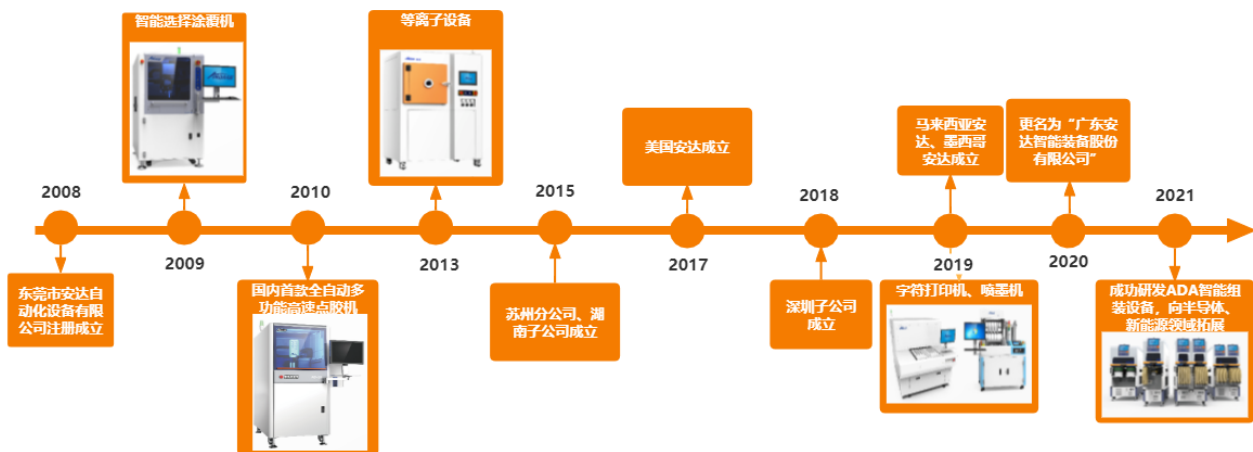 智能选择涂覆机
等离子设备
美国安达成立
马来西亚安
达、墨西哥
安达成立
更名为“广东安
达智能装备股份
有限公司”
2008
2010
2015
2018
2021
2009
2013
2017
2019
2020
东莞市安达自
动化设备有限
公司注册成立
国内首款全自动多
功能高速点胶机
苏州分公司、湖
南子公司成立
深圳子公司
成立
字符打印机、喷墨机
成功研发ADA智能组
装设备，向半导体、
新能源领域拓展